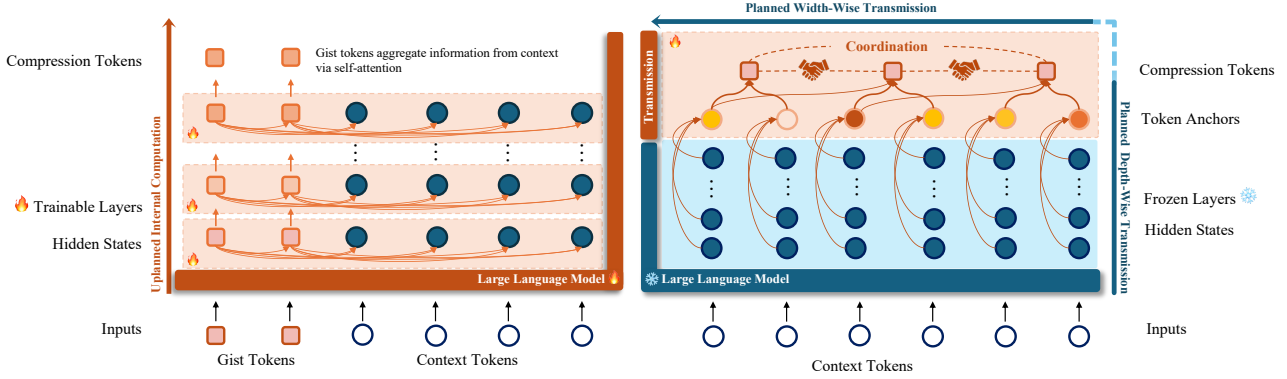 Compression Tokens
Gist tokens aggregate information from context
via self-attention
Uplanned Internal Computation
Trainable Layers
Hidden States
Large Language Model
Inputs
Gist Tokens
Context Tokens
Planned Width-Wise Transmission
Transmission
Coordination
Compression Tokens
Token Anchors
Planned Depth-Wise Transmission
Frozen Layers
Hidden States
Large Language Model
Inputs
Context Tokens